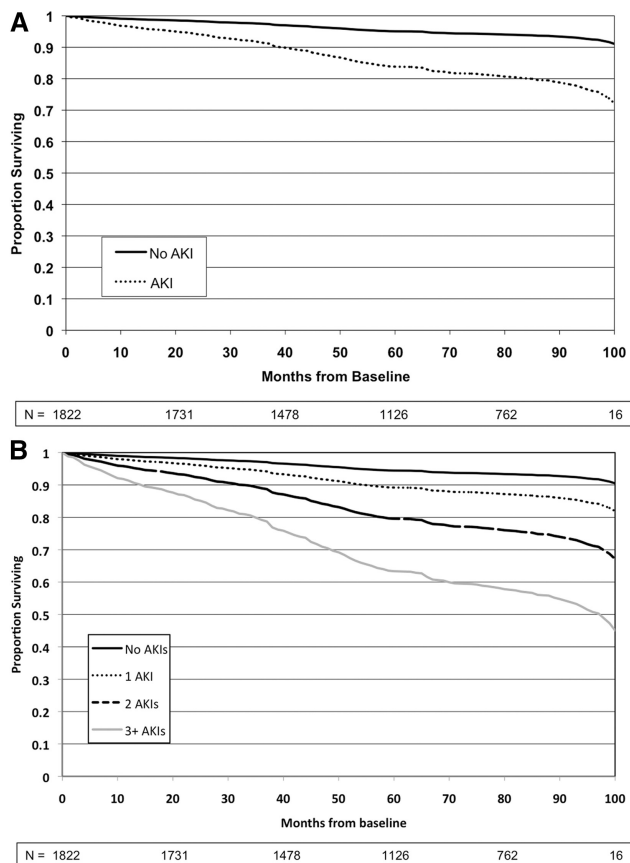 A
1
0.9
0.8
0.7
0.6
0.5
0.4
0.3
0.2
0.1
0
Proportion Surviving
No AKI
AKI
0 10 20 30 40 50 60 70 80 90 100
Months from Baseline
N = 1822 1731 1478 1126 762 16
B
1
0.9
0.8
0.7
0.6
0.5
0.4
0.3
0.2
0.1
0
Proportion Surviving
No AKIs
1 AKI
2 AKIs
3+ AKIs
0 10 20 30 40 50 60 70 80 90 100
Months from baseline
N = 1822 1731 1478 1126 762 16